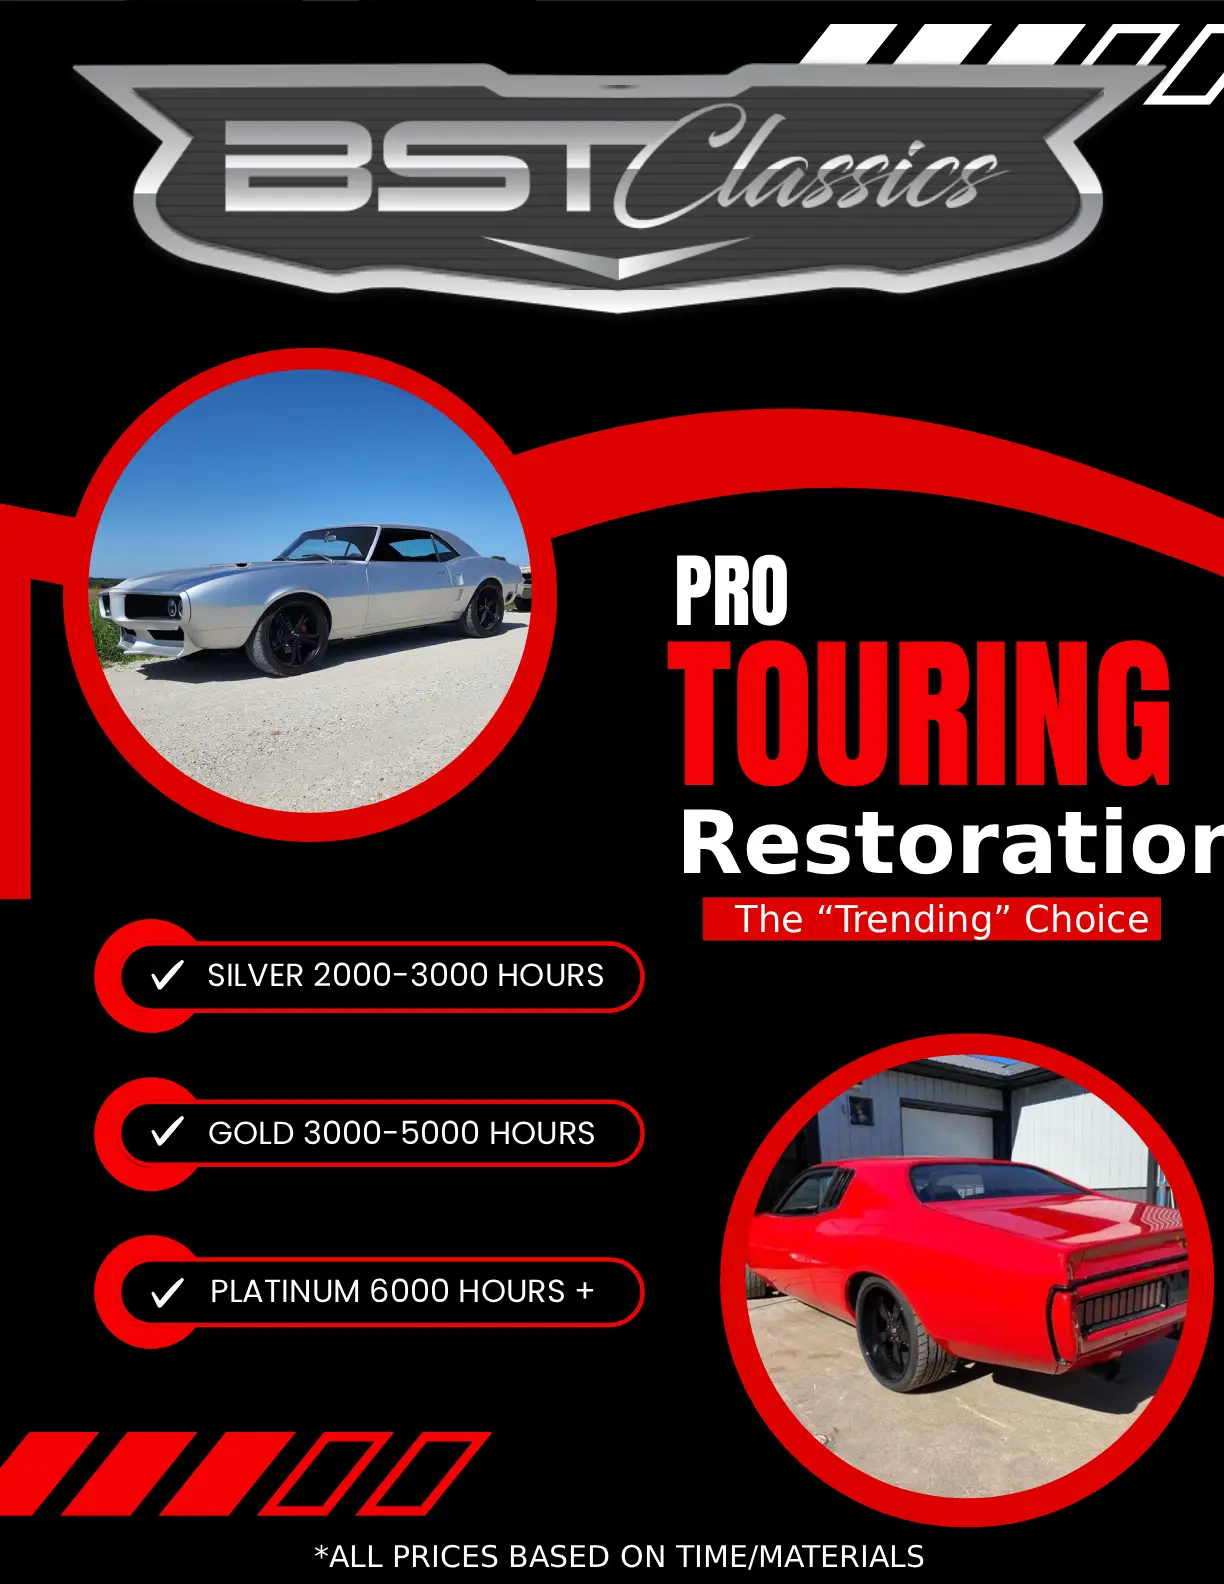 BST Classics
PRO
TOURING
Restoration
The “Trending” Choice
SILVER 2000-3000 HOURS
GOLD 3000-5000 HOURS
PLATINUM 6000 HOURS +
*ALL PRICES BASED ON TIME/MATERIALS